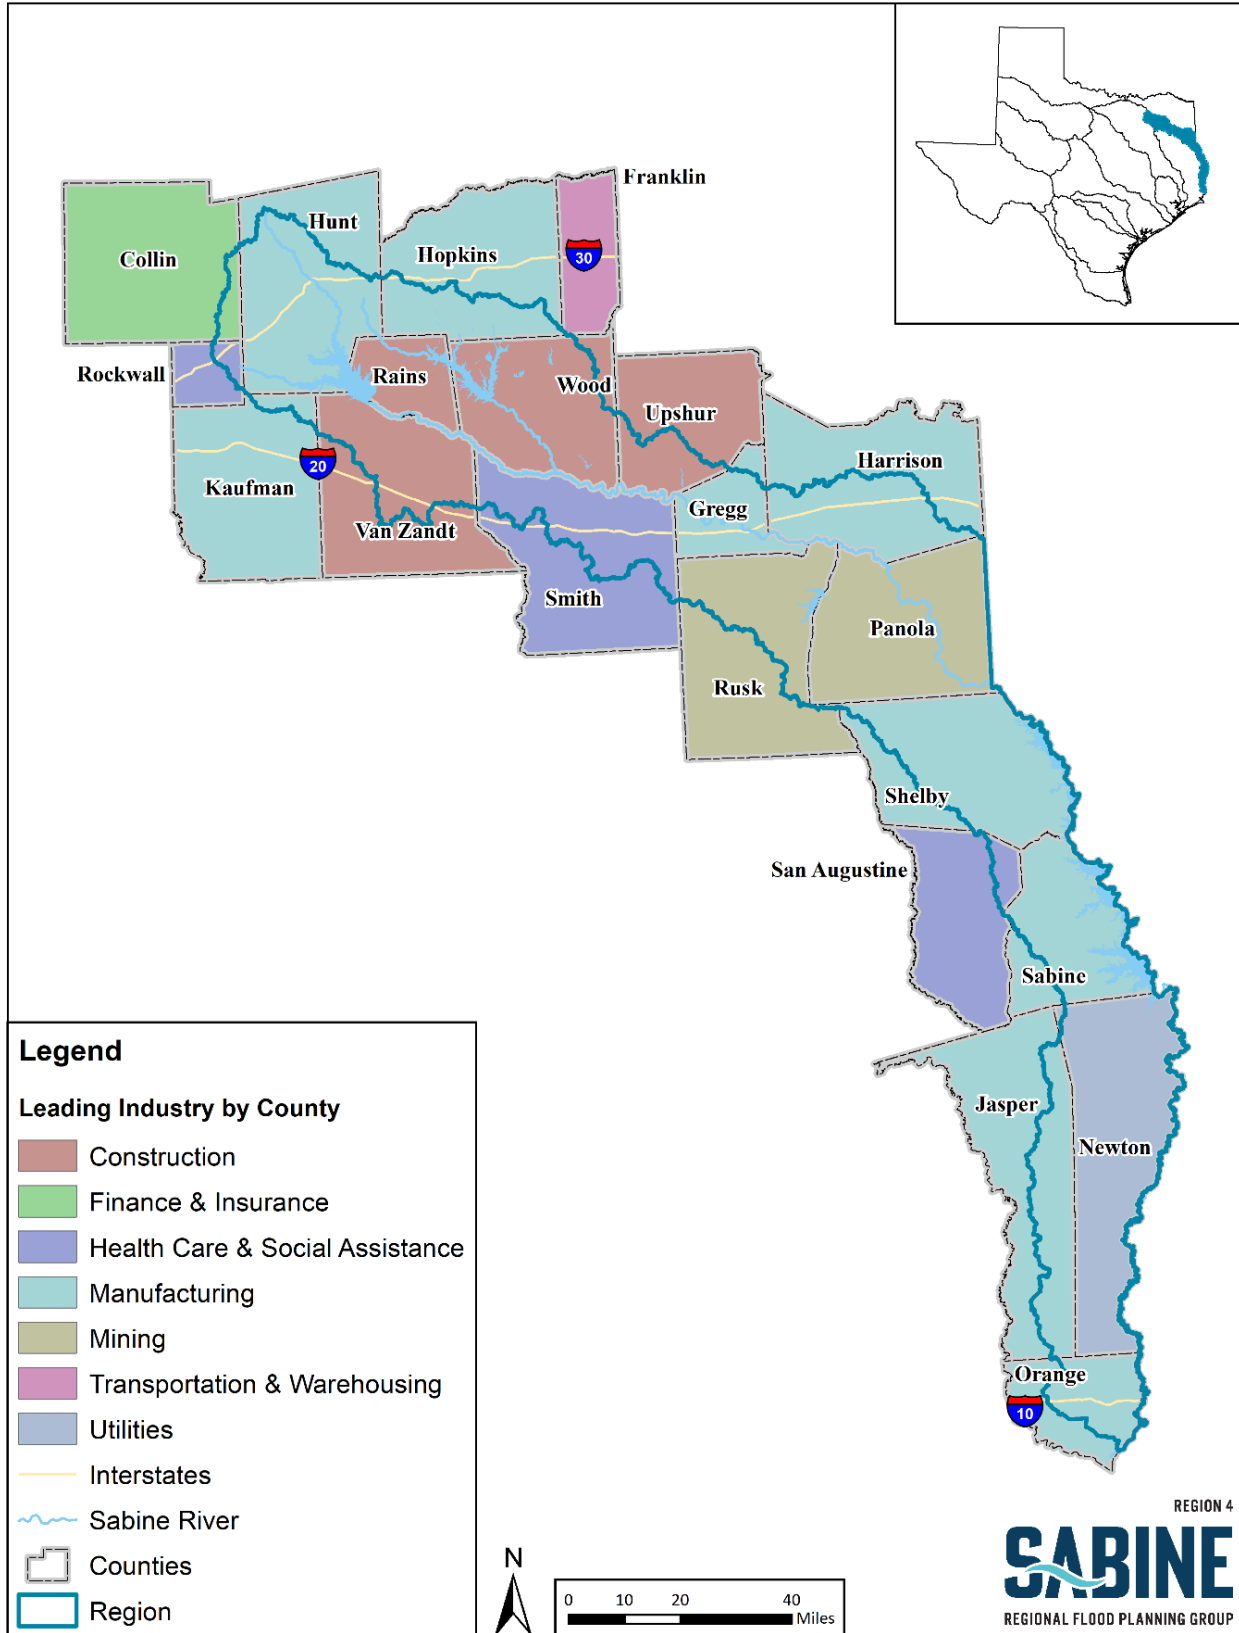 Franklin
Hunt
Collin
Hopkins
30
Rockwall
Rains
Wood
Upshur
20
Kaufman
Harrison
Gregg
Van Zandt
Smith
Panola
Rusk
Shelby
San Augustine
Sabine
Jasper
Newton
Orange
10
Legend
Leading Industry by County
Construction
Finance & Insurance
Health Care & Social Assistance
Manufacturing
Mining
Transportation & Warehousing
Utilities
Interstates
Sabine River
Counties
Region
N
0 10 20 40
Miles
REGION 4
SABINE
REGIONAL FLOOD PLANNING GROUP